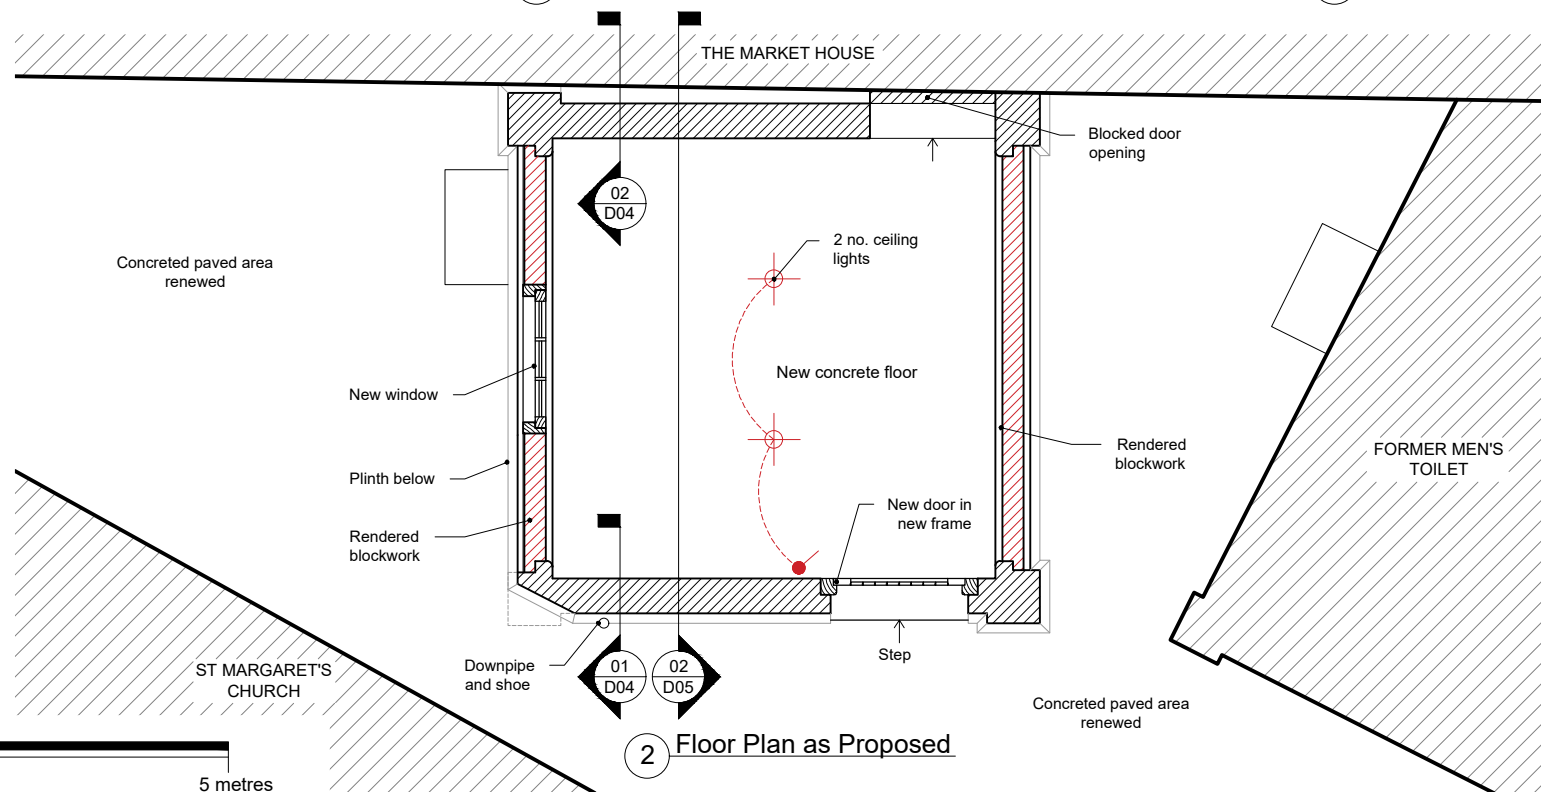 THE MARKET HOUSE
Blocked door
opening
02
D04
2 no. ceiling
lights
Concreted paved area
renewed
New concrete floor
New window
Rendered
blockwork
FORMER MEN'S
TOILET
Plinth below
New door in
new frame
Rendered
blockwork
Step
Downpipe
and shoe
01
D04
02
D05
ST MARGARET'S
CHURCH
Concreted paved area
renewed
2
Floor Plan as Proposed
5 metres